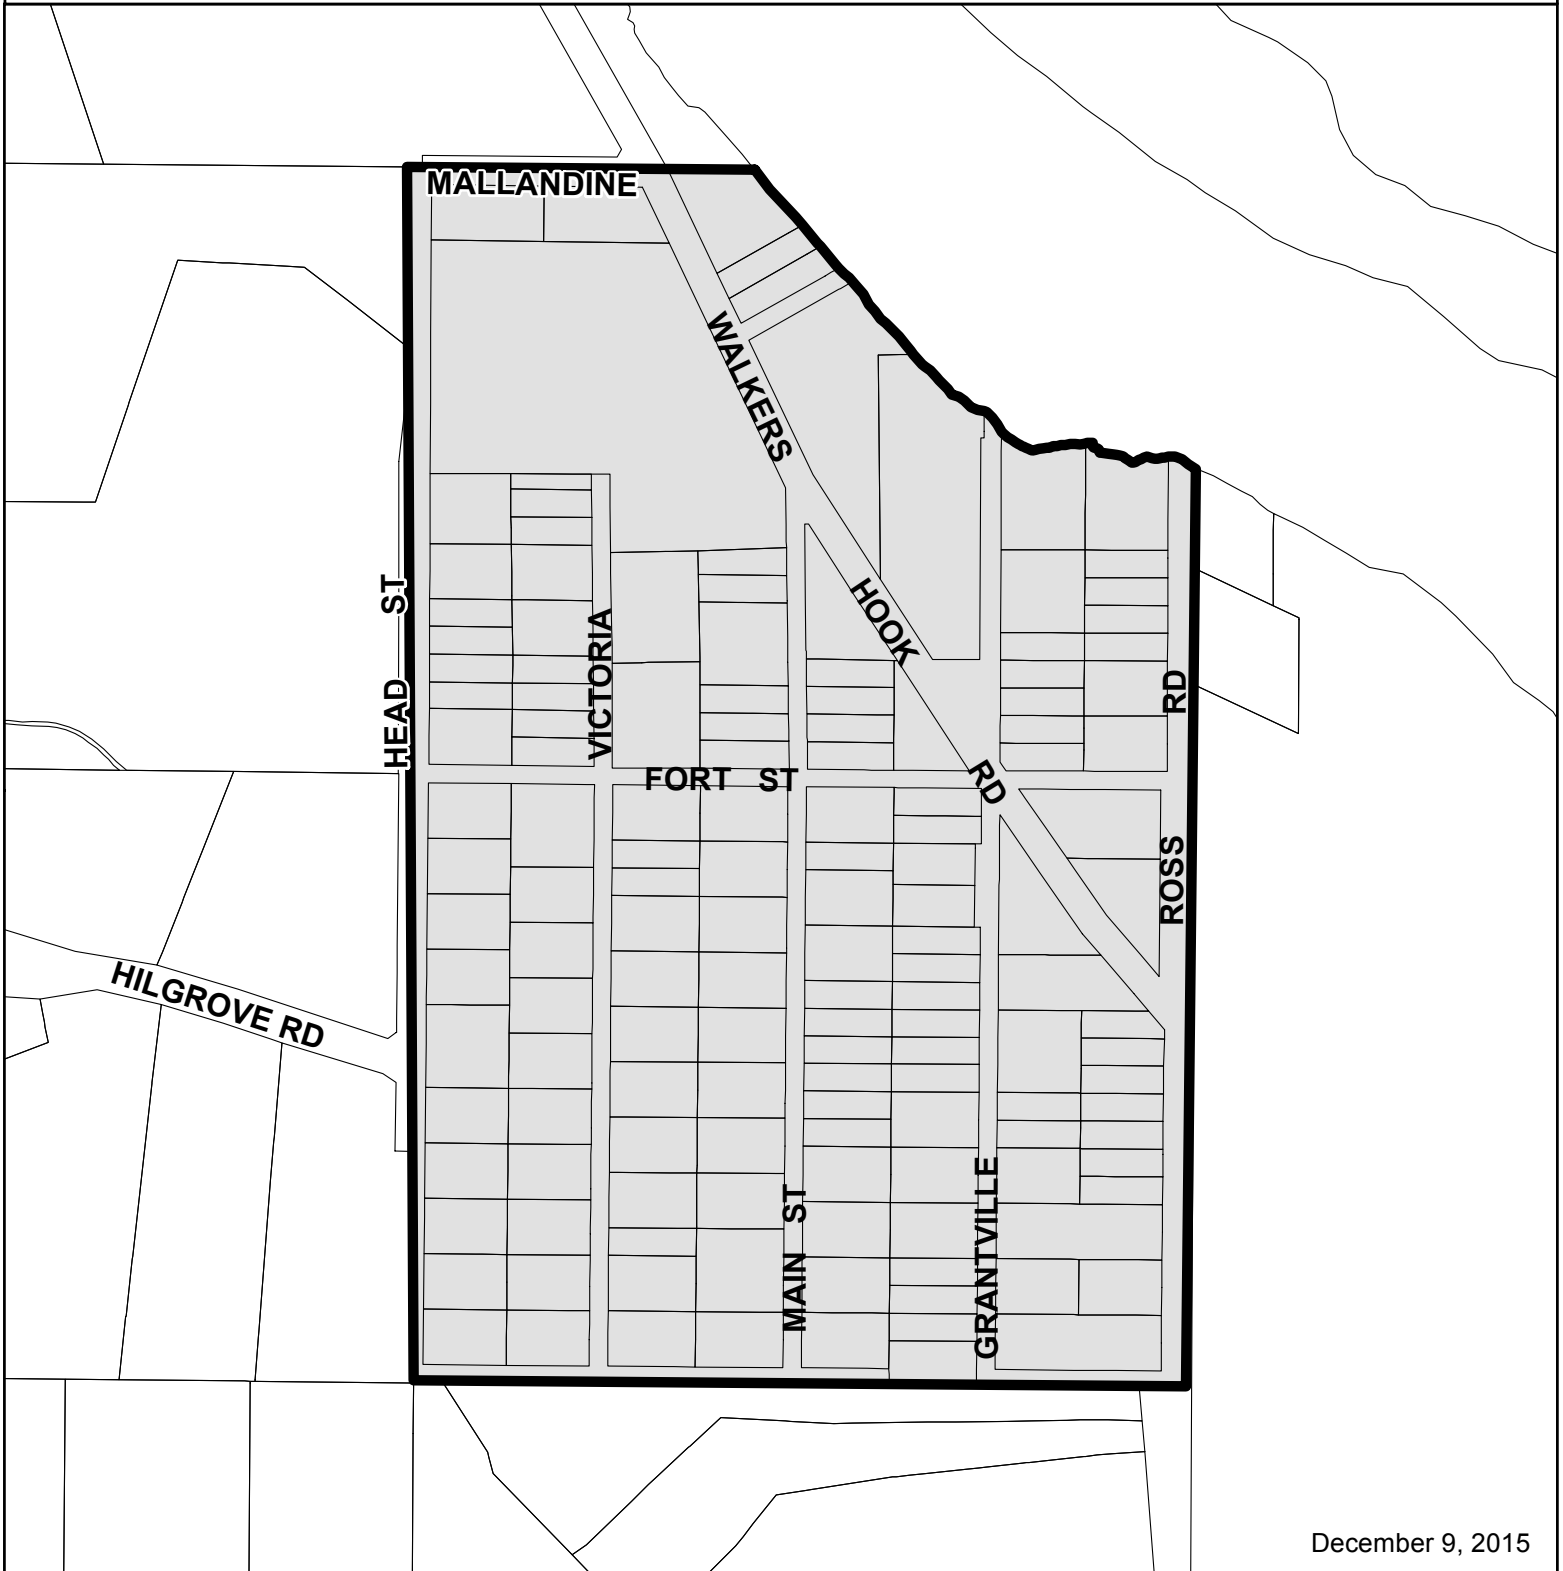 MALLANDINE
WALKERS
HOOK
RD
HEAD ST
VICTORIA
FORT ST
RD
ROSS
HILGROVE RD
MAIN ST
GRANTVILLE
December 9, 2015